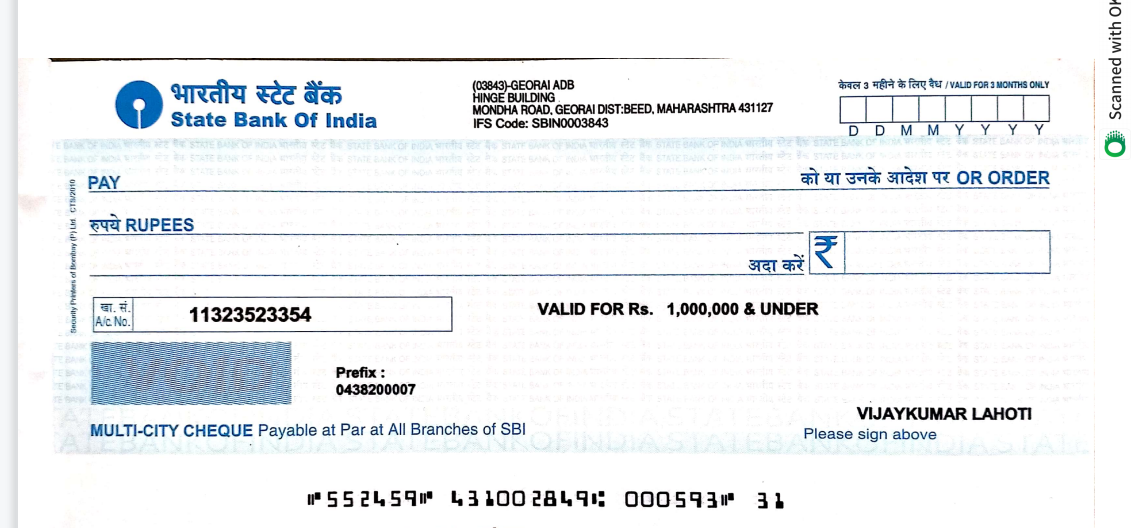 भारतीय स्टेट बैंक
State Bank Of India
(03843)-GEORAI ADB
HINGE BUILDING
MONDHA ROAD, GEORAI DIST:BEED, MAHARASHTRA 431127
IFS Code: SBIN0003843
केवल 3 महीने के लिए वैध / VALID FOR 3 MONTHS ONLY
D D M M Y Y Y Y
PAY
को या उनके आदेश पर OR ORDER
रुपये RUPEES
अदा करें ₹
खा. सं.
A/c. No.
11323523354
VALID FOR Rs. 1,000,000 & UNDER
Prefix :
0438200007
VIJAYKUMAR LAHOTI
Please sign above
MULTI-CITY CHEQUE Payable at Par at All Branches of SBI
⑈552459⑈ 431002849⑆ 000593⑈ 31
Security Printers of Bombay (P) Ltd. CTS/2010
Scanned with OK